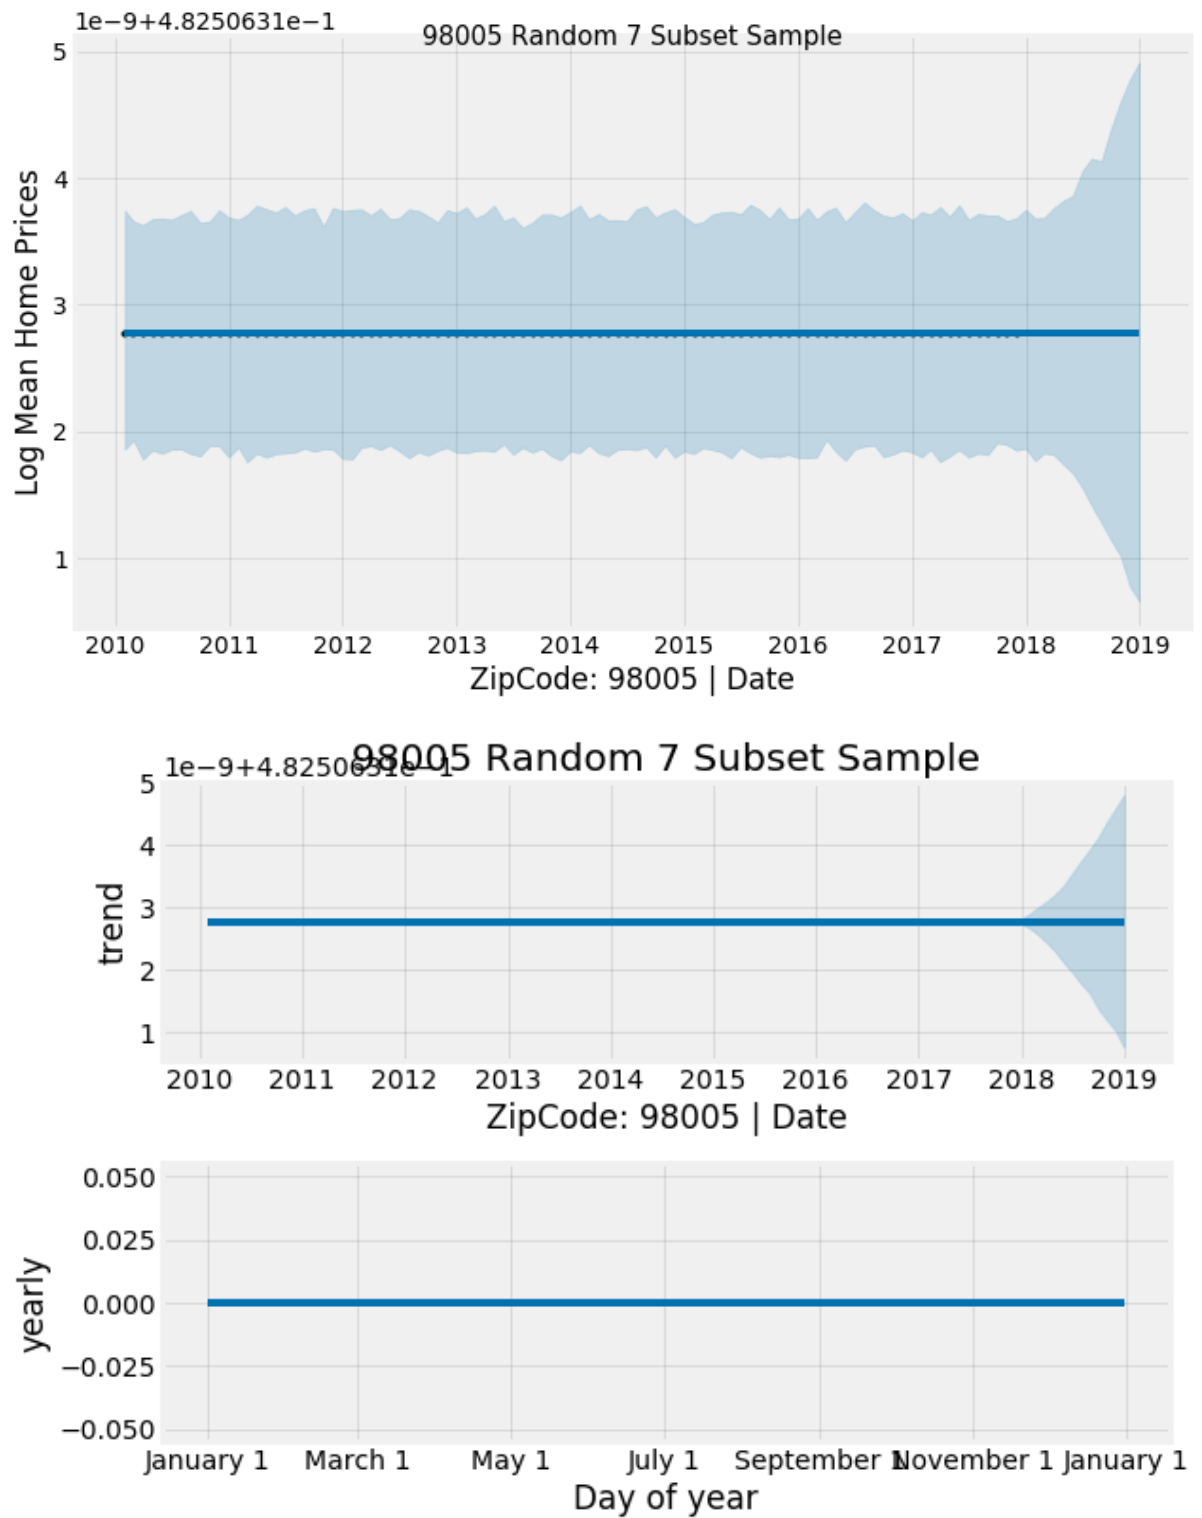 1e−9+4.8250631e−1
98005 Random 7 Subset Sample
5
4
3
2
1
Log Mean Home Prices
2010 2011 2012 2013 2014 2015 2016 2017 2018 2019
ZipCode: 98005 | Date
98005 Random 7 Subset Sample
1e−9+4.8250631e−1
5
4
3
2
1
trend
2010 2011 2012 2013 2014 2015 2016 2017 2018 2019
ZipCode: 98005 | Date
0.050
0.025
0.000
−0.025
−0.050
yearly
January 1 March 1 May 1 July 1 September 1 November 1 January 1
Day of year